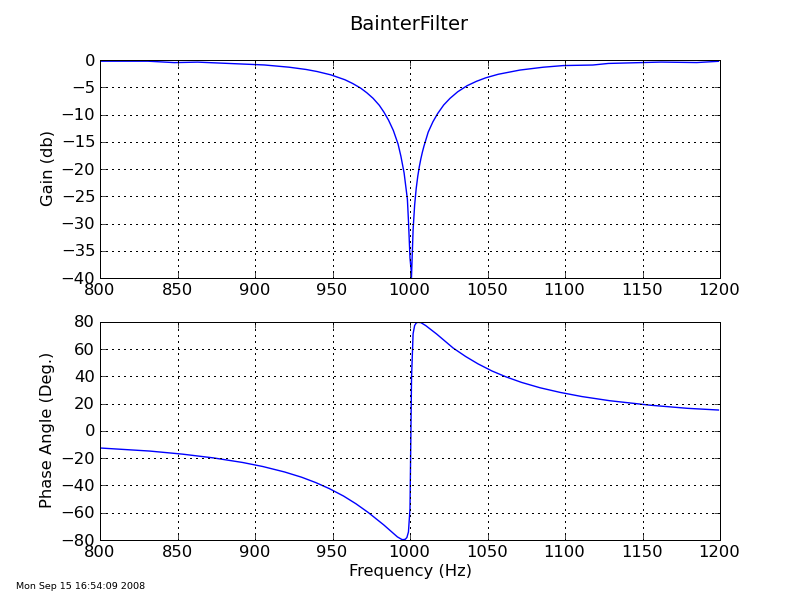 BainterFilter
0
−5
−10
−15
−20
−25
−30
−35
−40
Gain (db)
800 850 900 950 1000 1050 1100 1150 1200
80
60
40
20
0
−20
−40
−60
−80
Phase Angle (Deg.)
800 850 900 950 1000 1050 1100 1150 1200
Frequency (Hz)
Mon Sep 15 16:54:09 2008